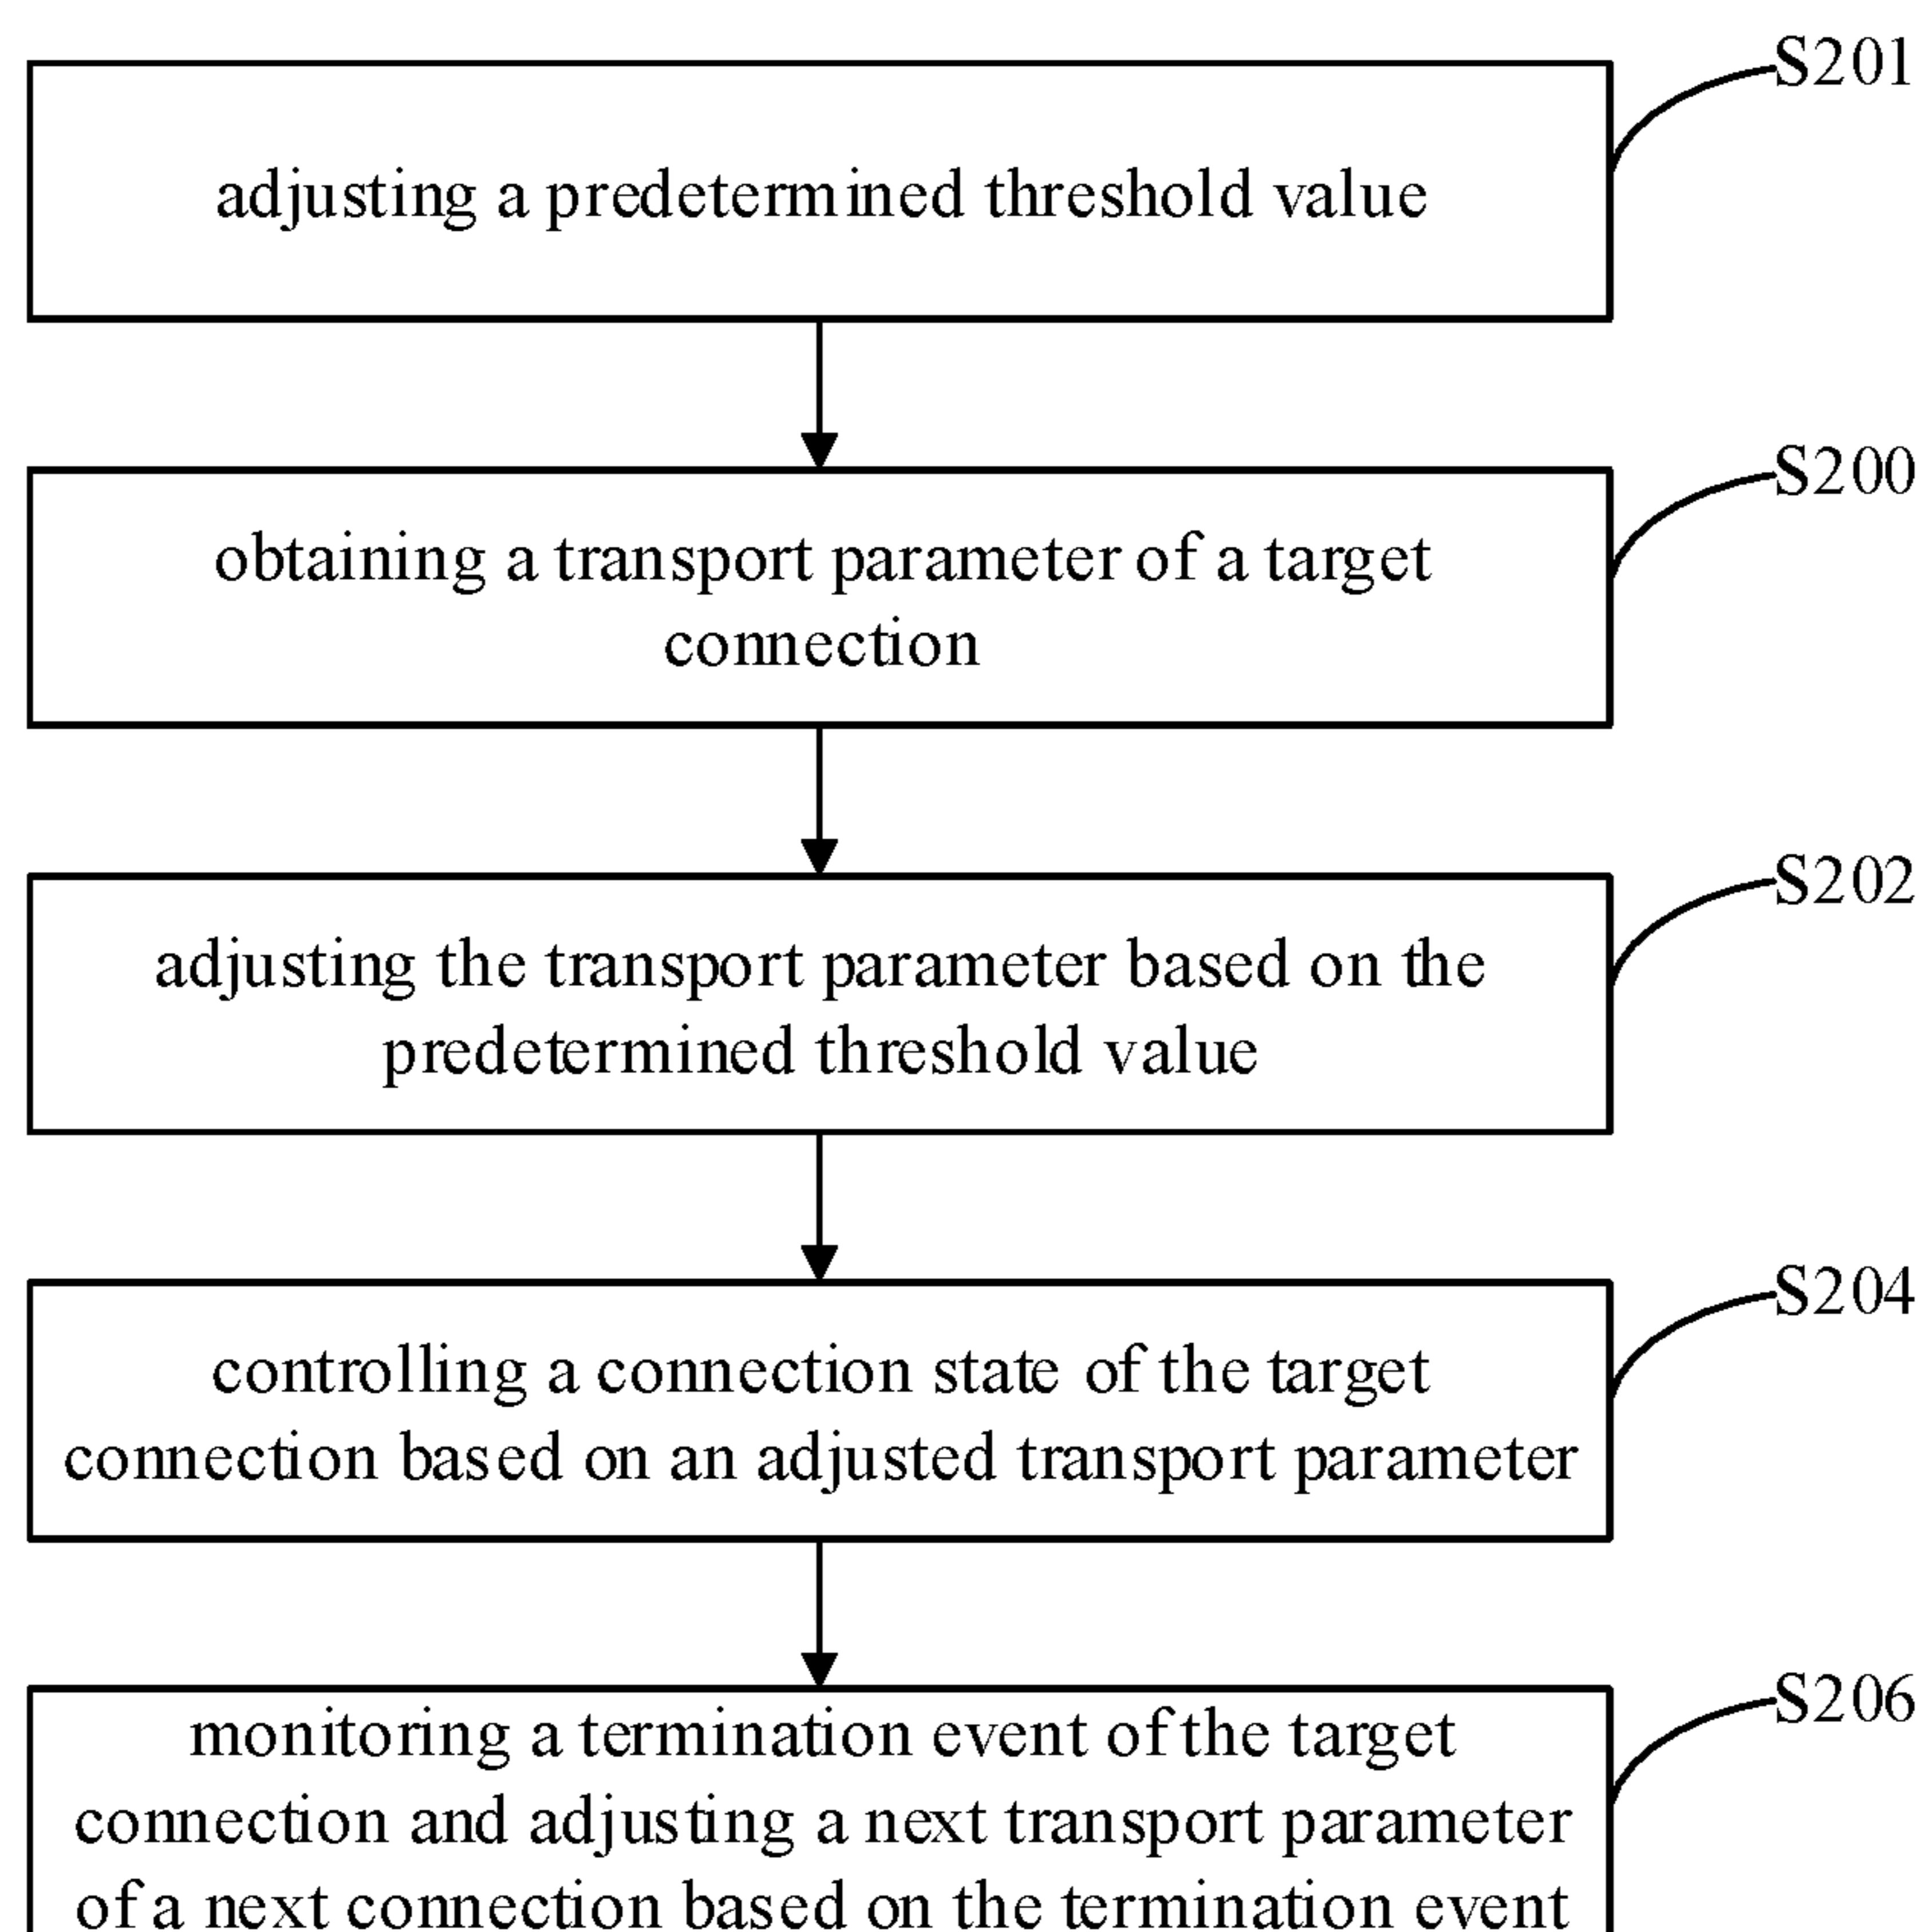 S201
adjusting a predetermined threshold value
S200
obtaining a transport parameter of a target
connection
S202
adjusting the transport parameter based on the
predetermined threshold value
S204
controlling a connection state of the target
connection based on an adjusted transport parameter
S206
monitoring a termination event of the target
connection and adjusting a next transport parameter
of a next connection based on the termination event